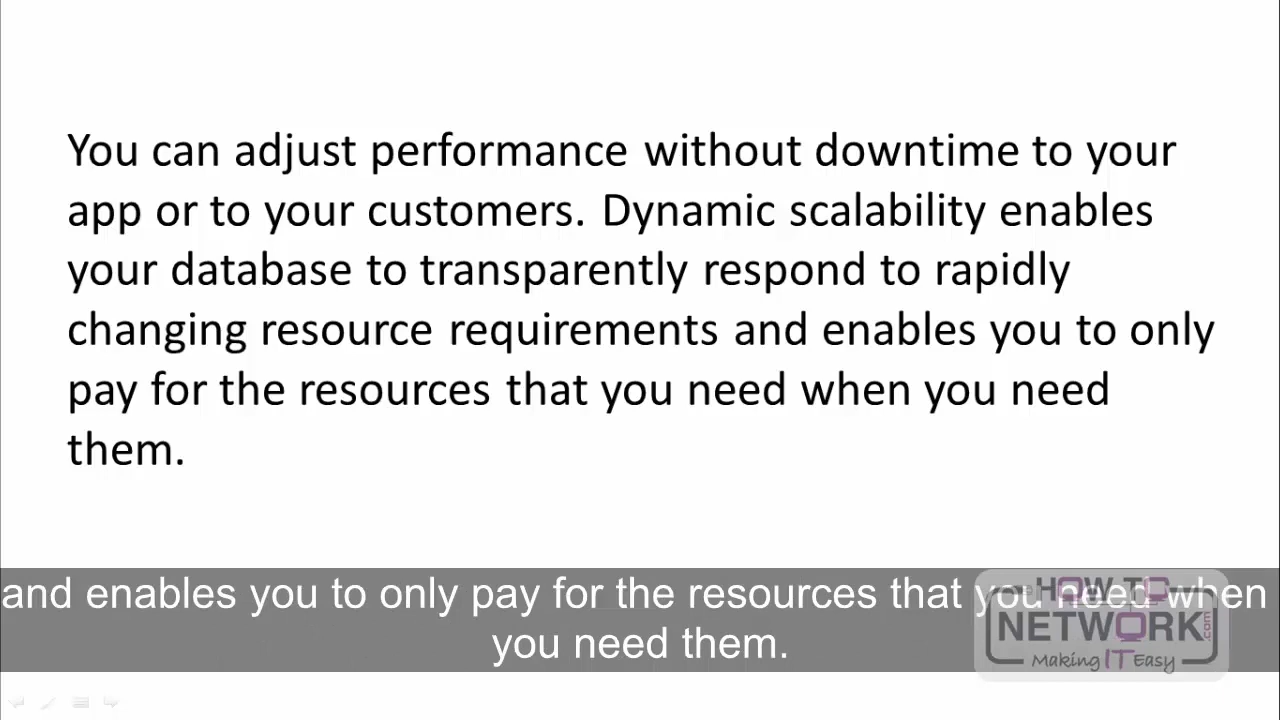 You can adjust performance without downtime to your
app or to your customers. Dynamic scalability enables
your database to transparently respond to rapidly
changing resource requirements and enables you to only
pay for the resources that you need when you need
them.
and enables you to only pay for the resources that you need when
you need them.
HOW TO
NETWORK.com
Making IT Easy